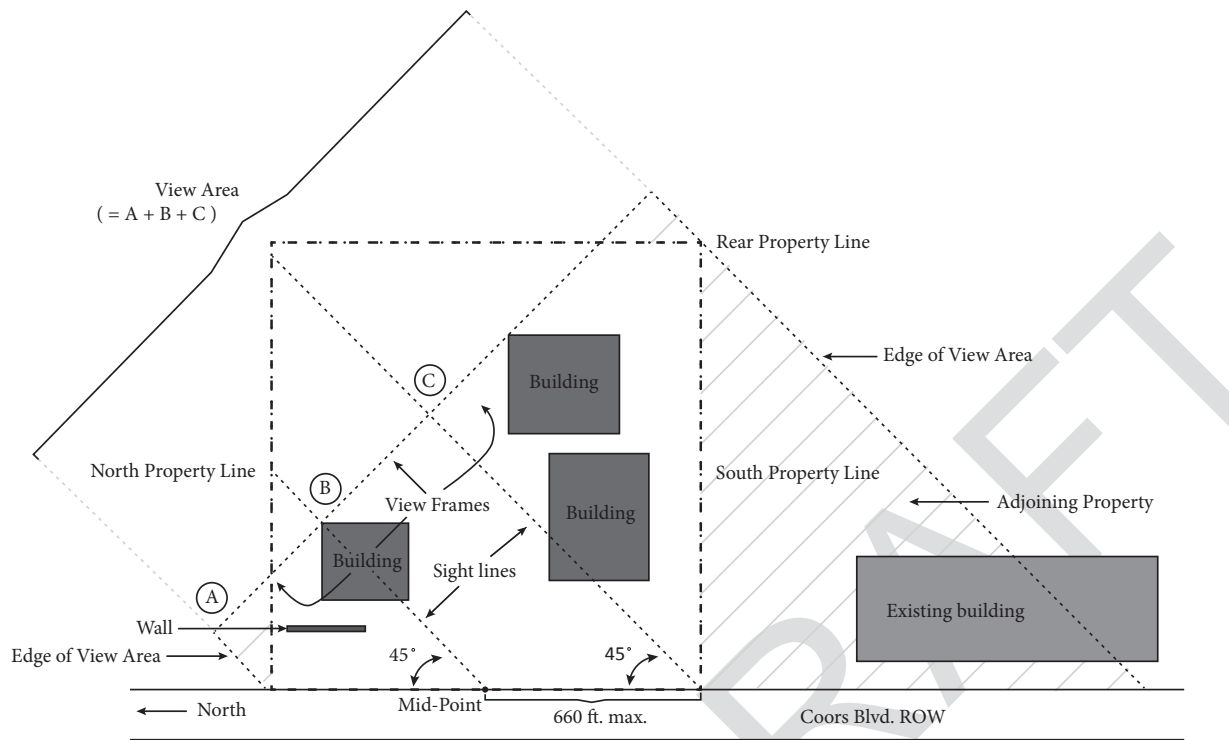 View Area
( = A + B + C )
Rear Property Line
Edge of View Area
C
Building
North Property Line
B
View Frames
South Property Line
Adjoining Property
Building
Building
Sight lines
A
Wall
Existing building
Edge of View Area
45°
45°
North
Mid-Point
660 ft. max.
Coors Blvd. ROW
RAFT